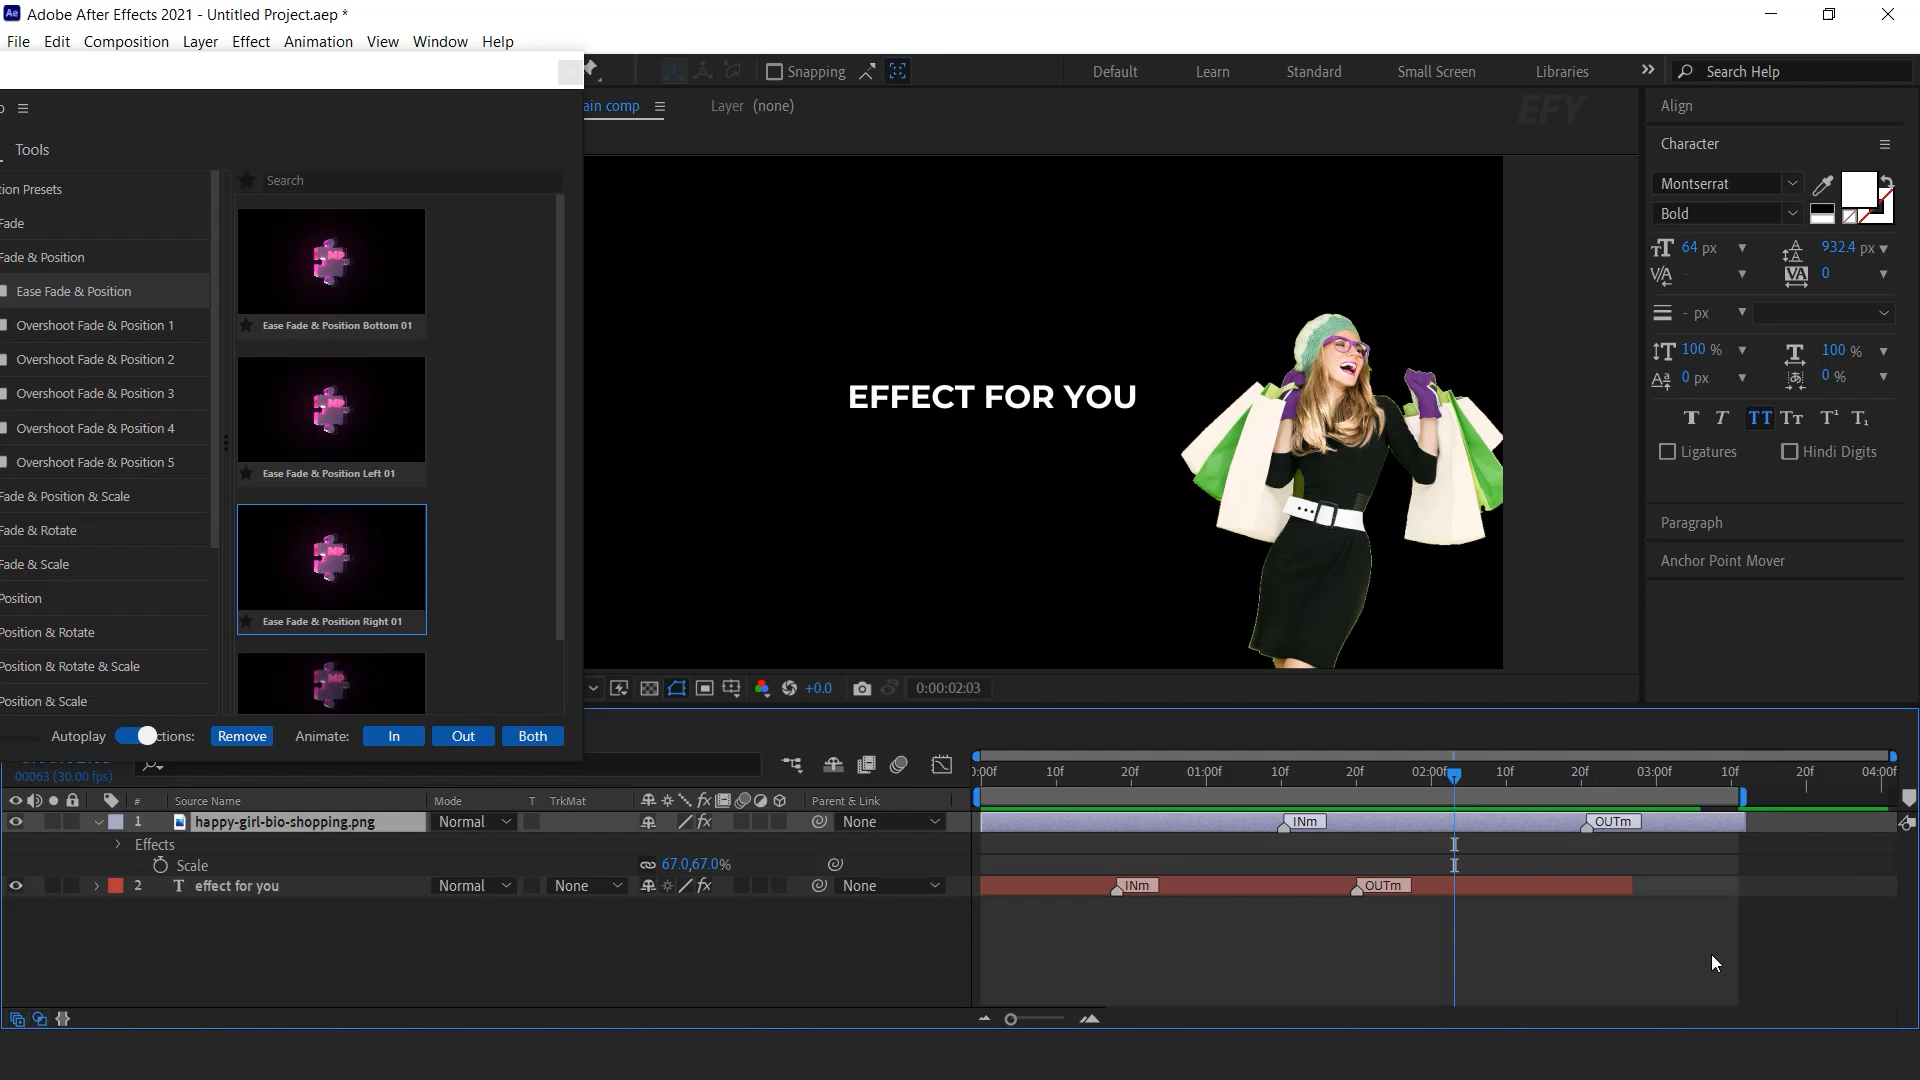 Ae Adobe After Effects 2021 - Untitled Project.aep *
File Edit Composition Layer Effect Animation View Window Help
Snapping
Default Learn Standard Small Screen Libraries
Search Help
ain comp
Layer (none)
EFY
Tools
Search
ion Presets
Fade
Fade & Position
Ease Fade & Position
Overshoot Fade & Position 1
Overshoot Fade & Position 2
Overshoot Fade & Position 3
Overshoot Fade & Position 4
Overshoot Fade & Position 5
Fade & Position & Scale
Fade & Rotate
Fade & Scale
Position
Position & Rotate
Position & Rotate & Scale
Position & Scale
MP
Ease Fade & Position Bottom 01
MP
Ease Fade & Position Left 01
MP
Ease Fade & Position Right 01
MP
Autoplay
ctions:
Remove
Animate:
In
Out
Both
EFFECT FOR YOU
+0.0
0:00:02:03
Align
Character
Montserrat
Bold
64 px
932.4 px
-
0
- px
100 %
100 %
0 px
0 %
Ligatures
Hindi Digits
Paragraph
Anchor Point Mover
00063 (30.00 fps)
# Source Name Mode T TrkMat Parent & Link
:00f 10f 20f 01:00f 10f 20f 02:00f 10f 20f 03:00f 10f 20f 04:00f
1 happy-girl-bio-shopping.png Normal None
INm OUTm
Effects
Scale 67.0,67.0%
2 T effect for you Normal None None
INm OUTm